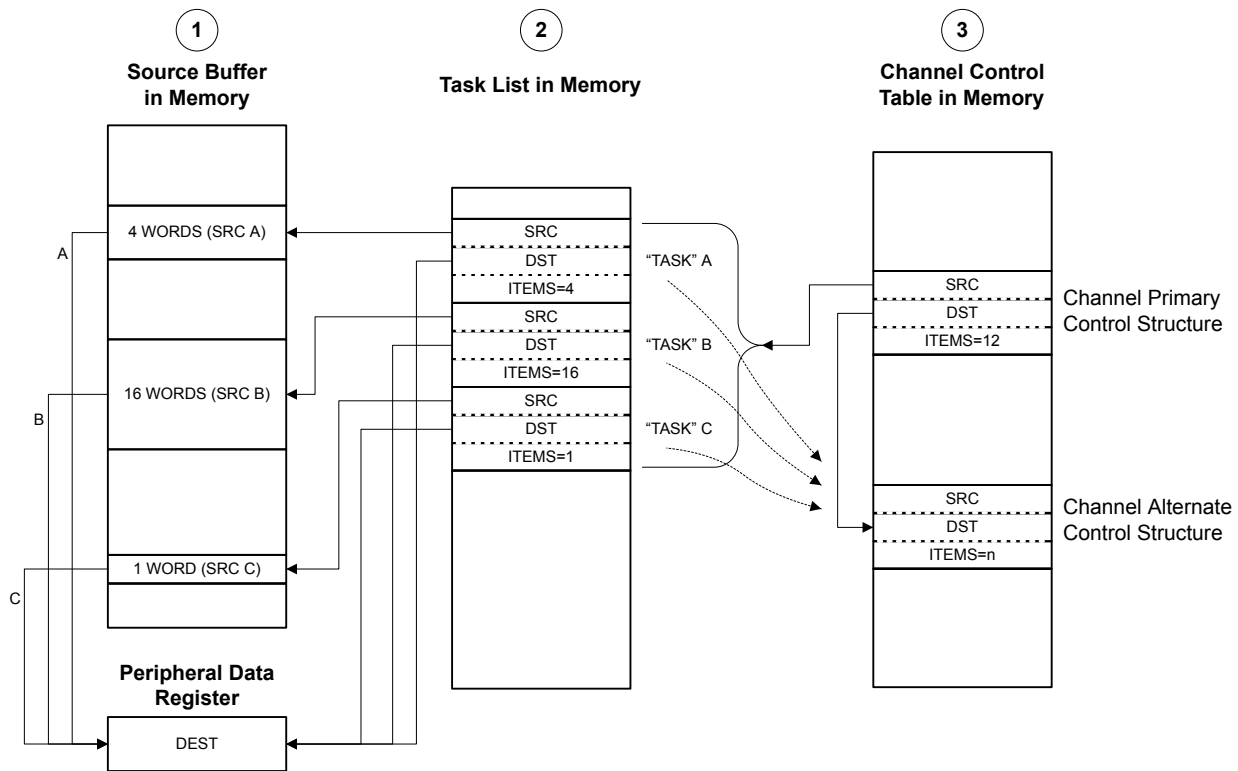 1
Source Buffer
in Memory
4 WORDS (SRC A)
16 WORDS (SRC B)
1 WORD (SRC C)
A
B
C
Peripheral Data
Register
DEST
2
Task List in Memory
SRC
DST
ITEMS=4
SRC
DST
ITEMS=16
SRC
DST
ITEMS=1
“TASK” A
“TASK” B
“TASK” C
3
Channel Control
Table in Memory
SRC
DST
ITEMS=12
Channel Primary
Control Structure
SRC
DST
ITEMS=n
Channel Alternate
Control Structure